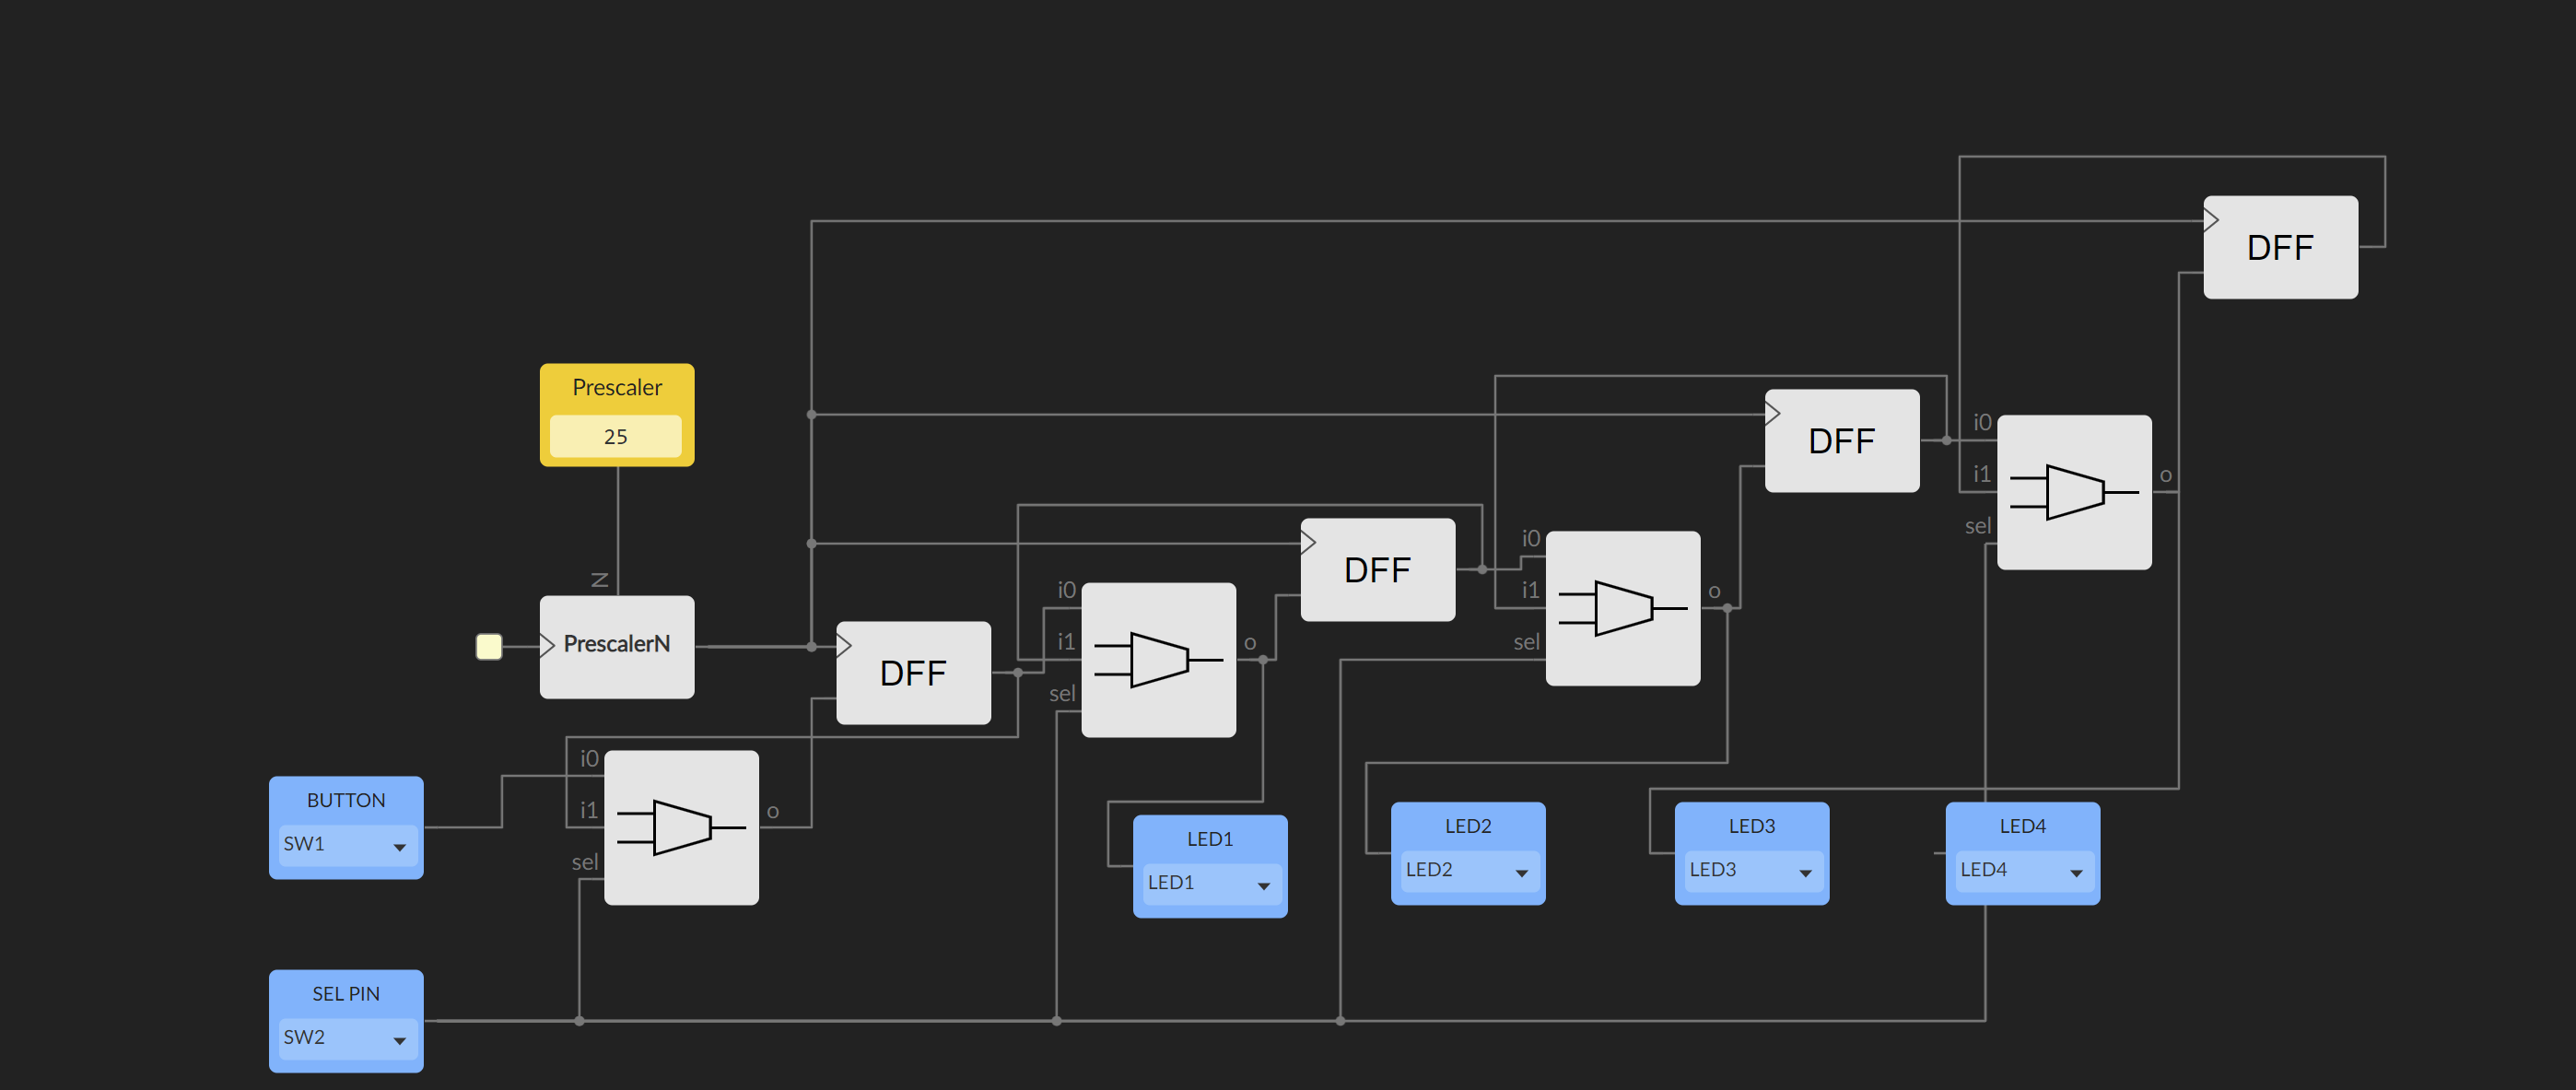 DFF
Prescaler
25
DFF
i0
i1
o
sel
DFF
i0
i1
o
sel
N
PrescalerN
DFF
i0
i1
o
sel
BUTTON
SW1
i0
i1
o
sel
LED1
LED1
LED2
LED2
LED3
LED3
LED4
LED4
SEL PIN
SW2